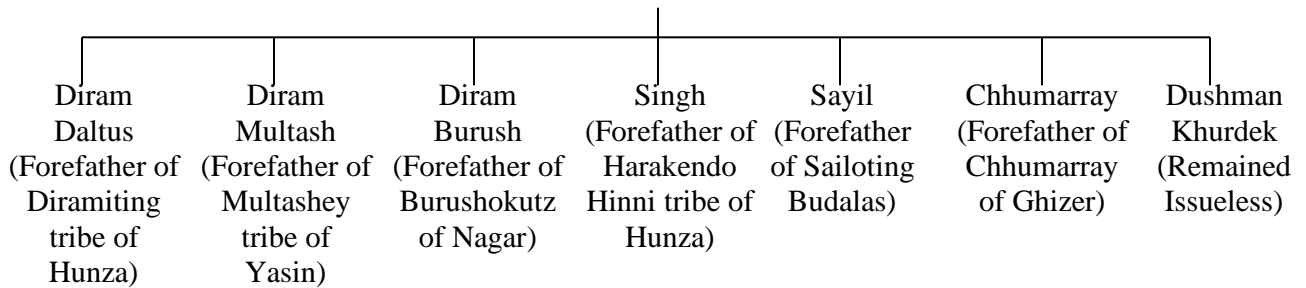 Diram
Daltus
(Forefather of
Diramiting
tribe of
Hunza)
Diram
Multash
(Forefather of
Multashey
tribe of
Yasin)
Diram
Burush
(Forefather of
Burushokutz
of Nagar)
Singh
(Forefather of
Harakendo
Hinni tribe of
Hunza)
Sayil
(Forefather
of Sailoting
Budalas)
Chhumarray
(Forefather of
Chhumarray
of Ghizer)
Dushman
Khurdek
(Remained
Issueless)